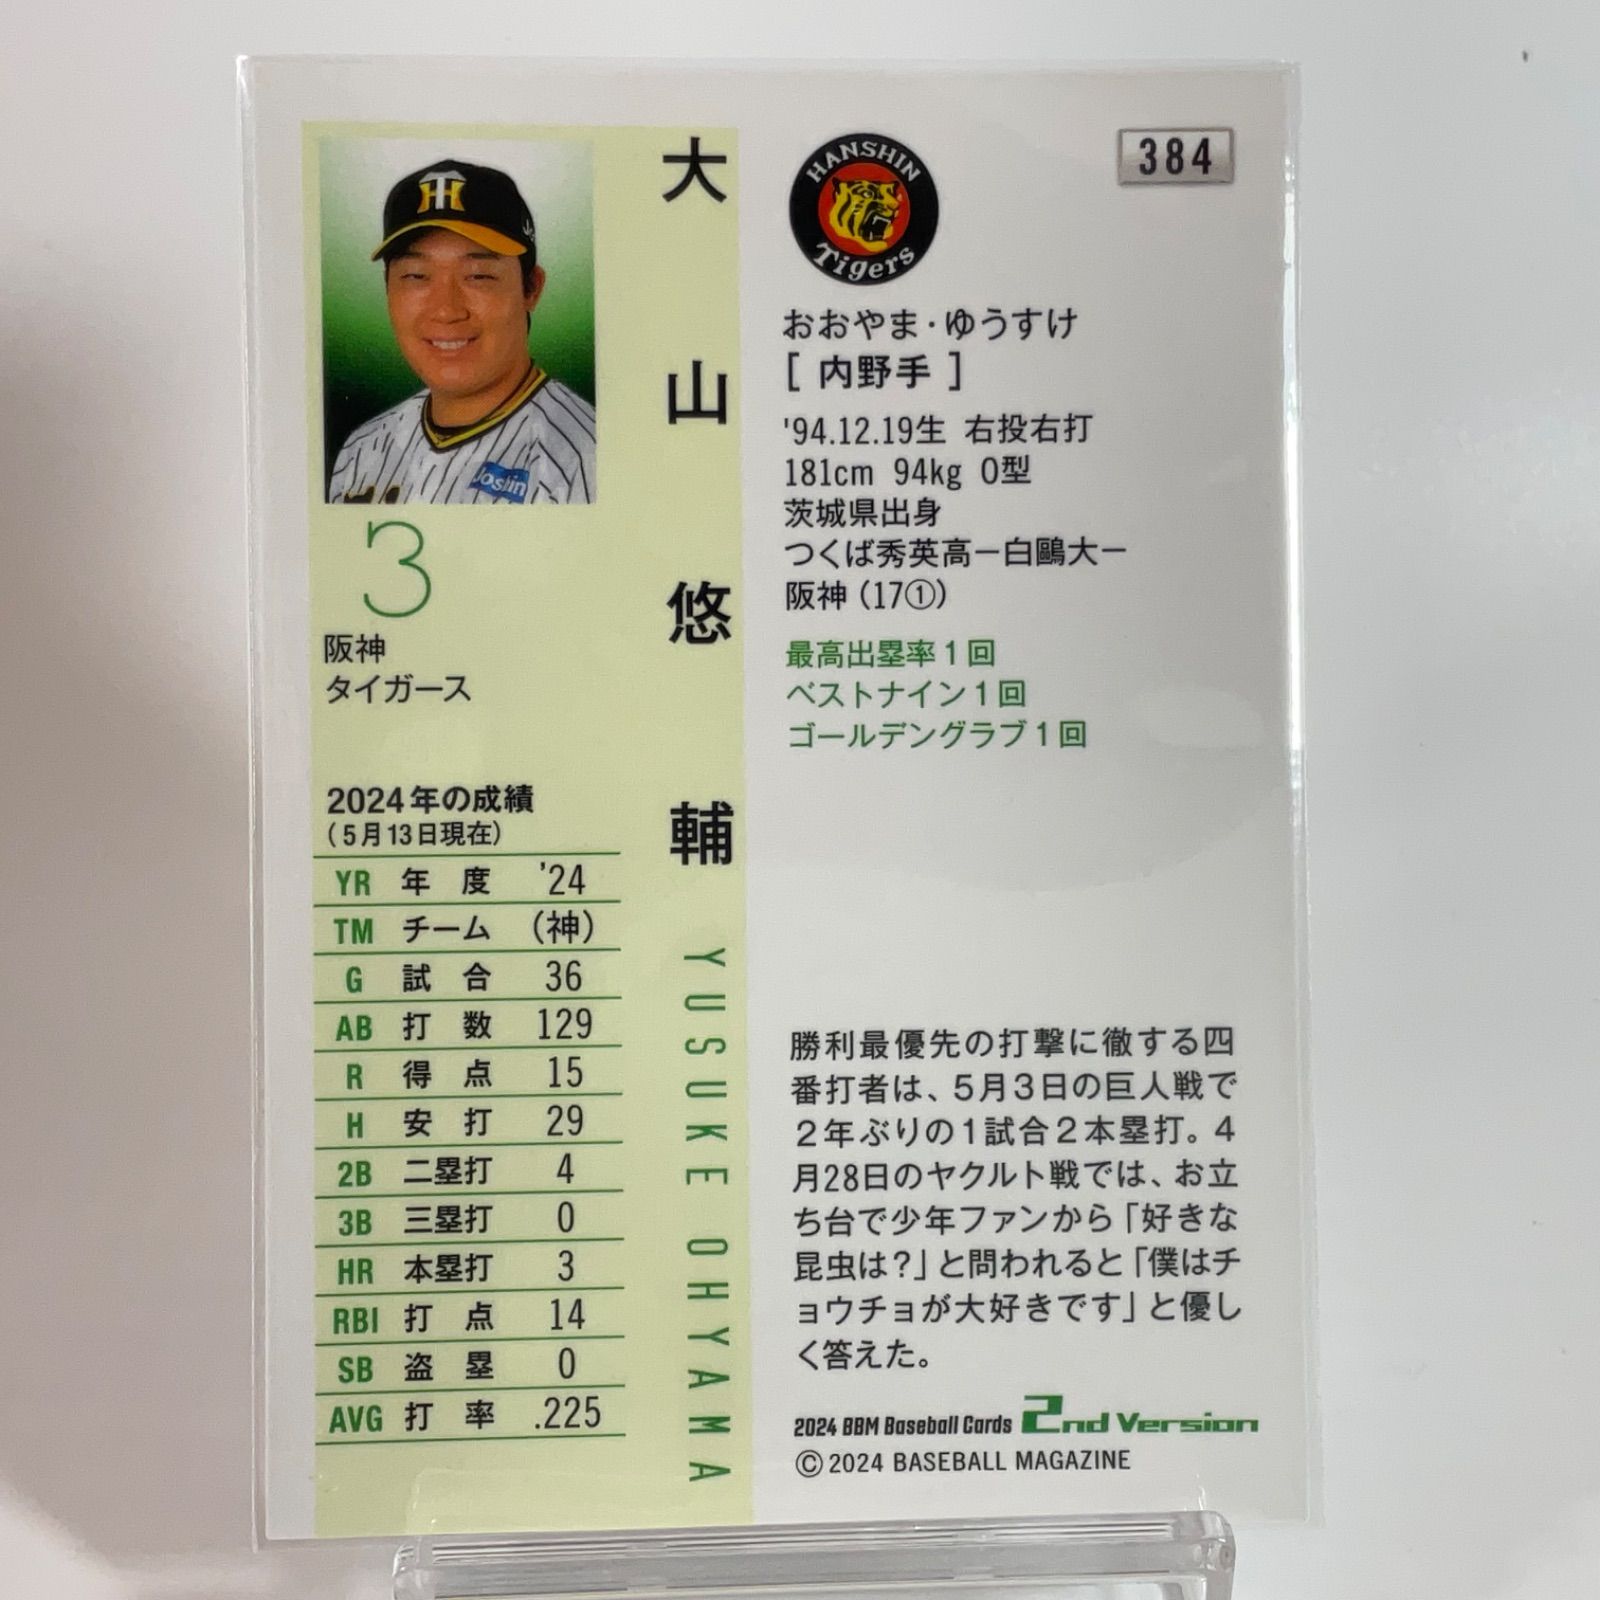 大山悠輔
YUSUKE OHYAMA
TH
Joshin
3
阪神
タイガース
2024年の成績
(5月13日現在)
YR 年度 '24
TM チーム (神)
G 試合 36
AB 打数 129
R 得点 15
H 安打 29
2B 二塁打 4
3B 三塁打 0
HR 本塁打 3
RBI 打点 14
SB 盗塁 0
AVG 打率 .225
HANSHIN
Tigers
384
おおやま・ゆうすけ
[ 内野手 ]
'94.12.19生 右投右打
181cm 94kg O型
茨城県出身
つくば秀英高－白鷗大－
阪神（17①）
最高出塁率1回
ベストナイン1回
ゴールデングラブ1回
勝利最優先の打撃に徹する四
番打者は、5月3日の巨人戦で
2年ぶりの1試合2本塁打。4
月28日のヤクルト戦では、お立
ち台で少年ファンから「好きな
昆虫は?」と問われると「僕はチ
ョウチョが大好きです」と優し
く答えた。
2024 BBM Baseball Cards 2nd Version
© 2024 BASEBALL MAGAZINE